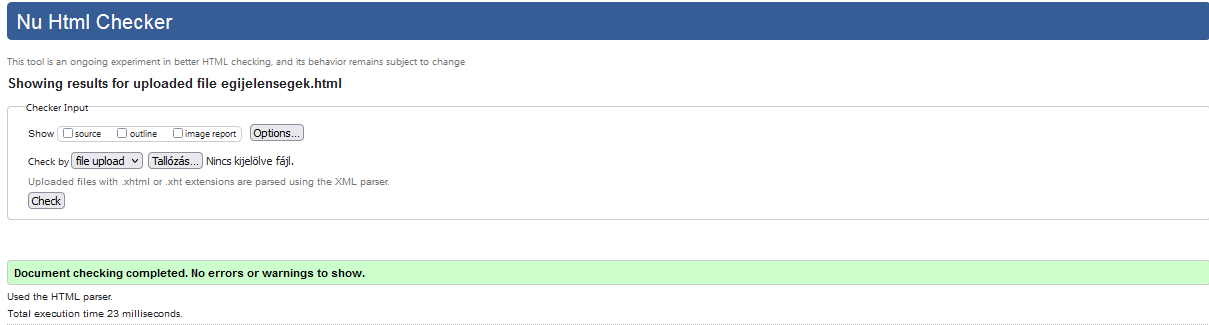 Nu Html Checker
This tool is an ongoing experiment in better HTML checking, and its behavior remains subject to change
Showing results for uploaded file egijelensegek.html
Checker Input
Show source outline image report Options...
Check by file upload Tallózás... Nincs kijelölve fájl.
Uploaded files with .xhtml or .xht extensions are parsed using the XML parser.
Check
Document checking completed. No errors or warnings to show.
Used the HTML parser.
Total execution time 23 milliseconds.